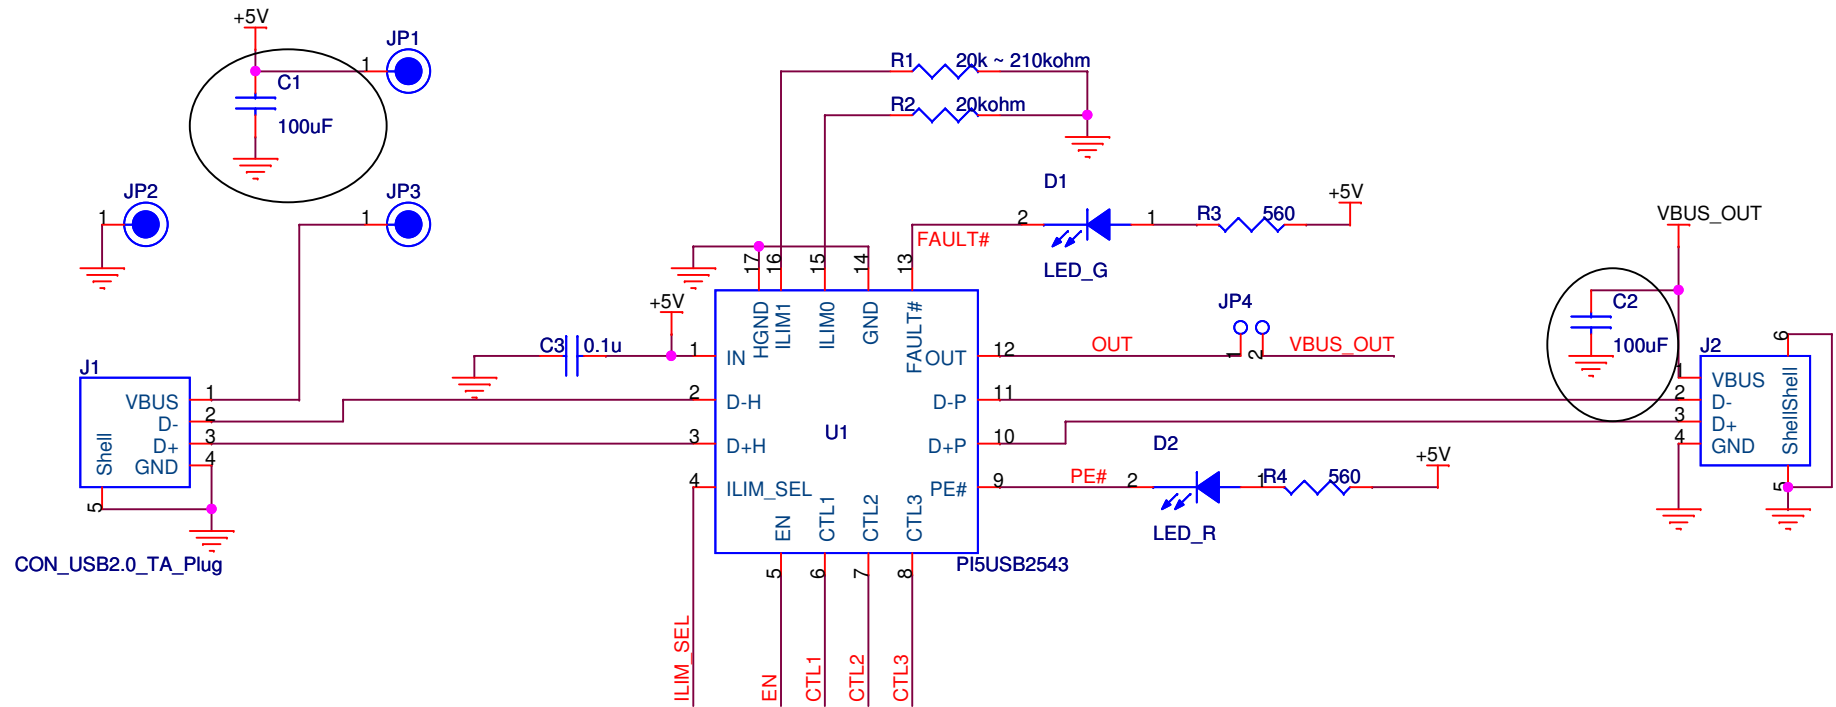 +5V
JP1
1
C1
100uF
R1
20k ~ 210kohm
R2
20kohm
JP2
1
JP3
1
D1
+5V
2
1
R3
560
FAULT#
LED_G
VBUS_OUT
17
16
15
14
13
+5V
HGND
ILIM1
ILIM0
GND
FAULT#
JP4
C2
100uF
C3
0.1u
1
IN
OUT
12
OUT
1
2
VBUS_OUT
J1
VBUS
D-
D+
GND
Shell
1
2
3
4
5
CON_USB2.0_TA_Plug
2
D-H
D-P
11
3
D+H
U1
D+P
10
4
ILIM_SEL
PE#
9
PE#
D2
2
1
R4
560
+5V
LED_R
J2
6
1
2
3
4
VBUS
D-
D+
GND
ShellShell
5
EN
CTL1
CTL2
CTL3
PI5USB2543
5
6
7
8
ILIM_SEL
EN
CTL1
CTL2
CTL3